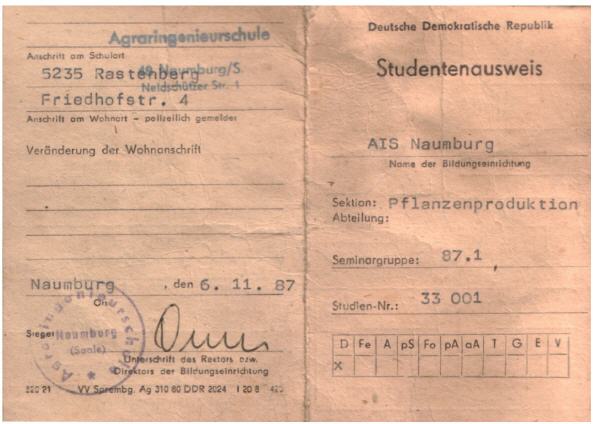 Agraringenieurschule
Anschrift am Schulort
48 Naumburg/S.
5235 Rastenberg
Neidschützer Str. 1
Friedhofstr. 4
Anschrift am Wohnort - polizeilich gemeldet
Veränderung der Wohnanschrift
Naumburg , den 6. 11. 87
Ort
Siegel
Agraringenieurschule
Naumburg
(Saale)
Unterschrift des Rektors bzw.
Direktors der Bildungseinrichtung
VV Sprembg. Ag 310 80 DDR 2024
Deutsche Demokratische Republik
Studentenausweis
AIS Naumburg
Name der Bildungseinrichtung
Sektion: Pflanzenproduktion
Abteilung:
Seminargruppe: 87.1
Studien-Nr.: 33 001
D Fe A pS Fo pA aA T G E V
X